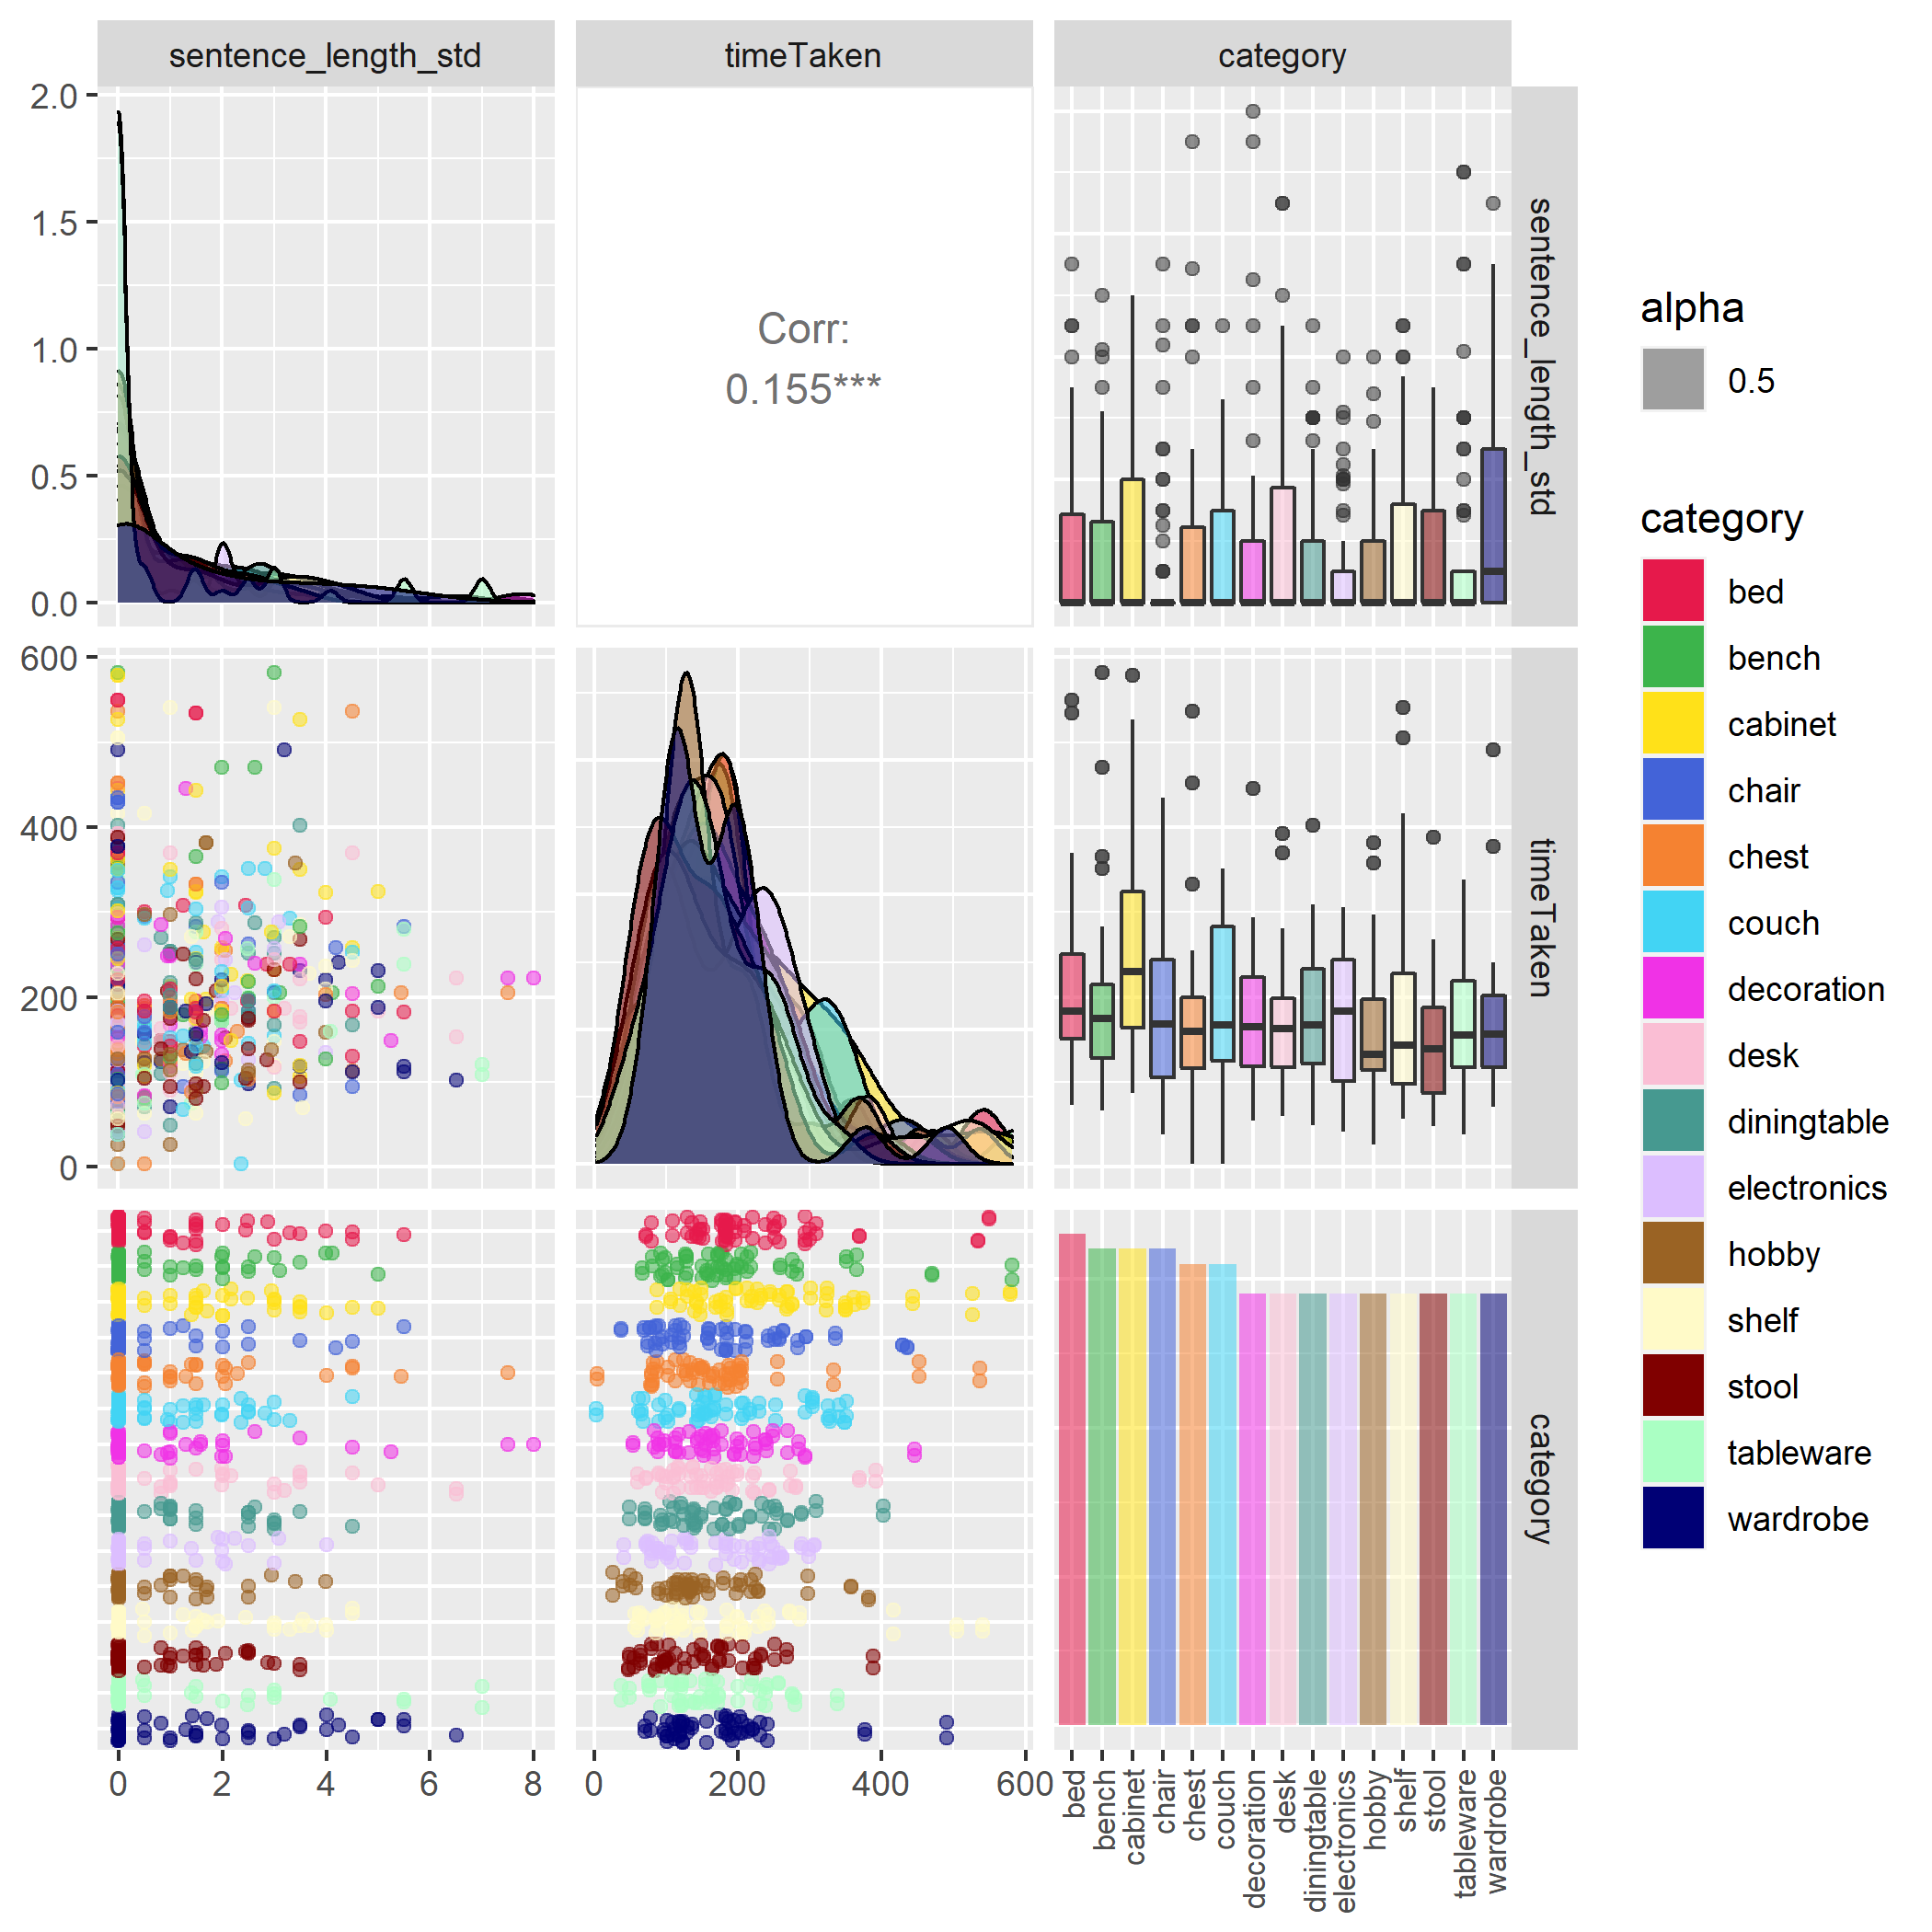 sentence_length_std
timeTaken
category
2.0
1.5
1.0
0.5
0.0
Corr:
0.155***
sentence_length_std
600
400
200
0
timeTaken
category
0
2
4
6
8
0
200
400
600
bed
bench
cabinet
chair
chest
couch
decoration
desk
diningtable
electronics
hobby
shelf
stool
tableware
wardrobe
alpha
0.5
category
bed
bench
cabinet
chair
chest
couch
decoration
desk
diningtable
electronics
hobby
shelf
stool
tableware
wardrobe